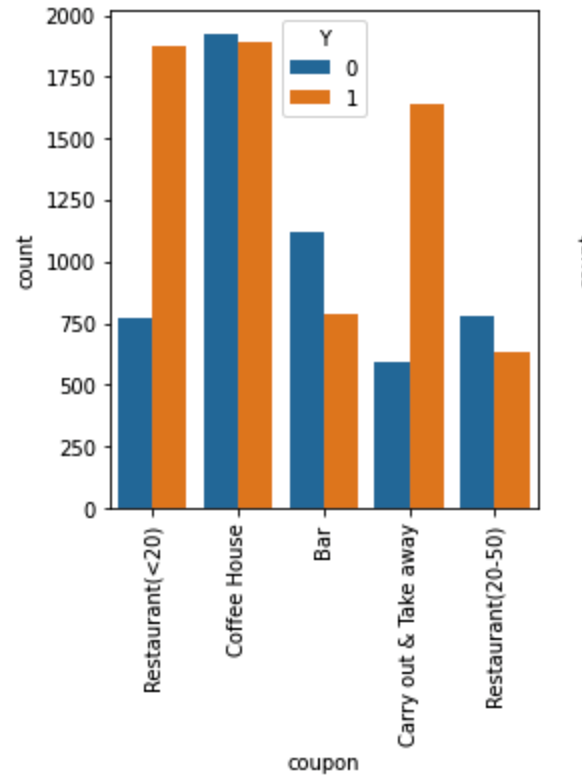 2000
1750
1500
1250
1000
750
500
250
0
count
Y
0
1
Restaurant(<20)
Coffee House
Bar
Carry out & Take away
Restaurant(20-50)
coupon